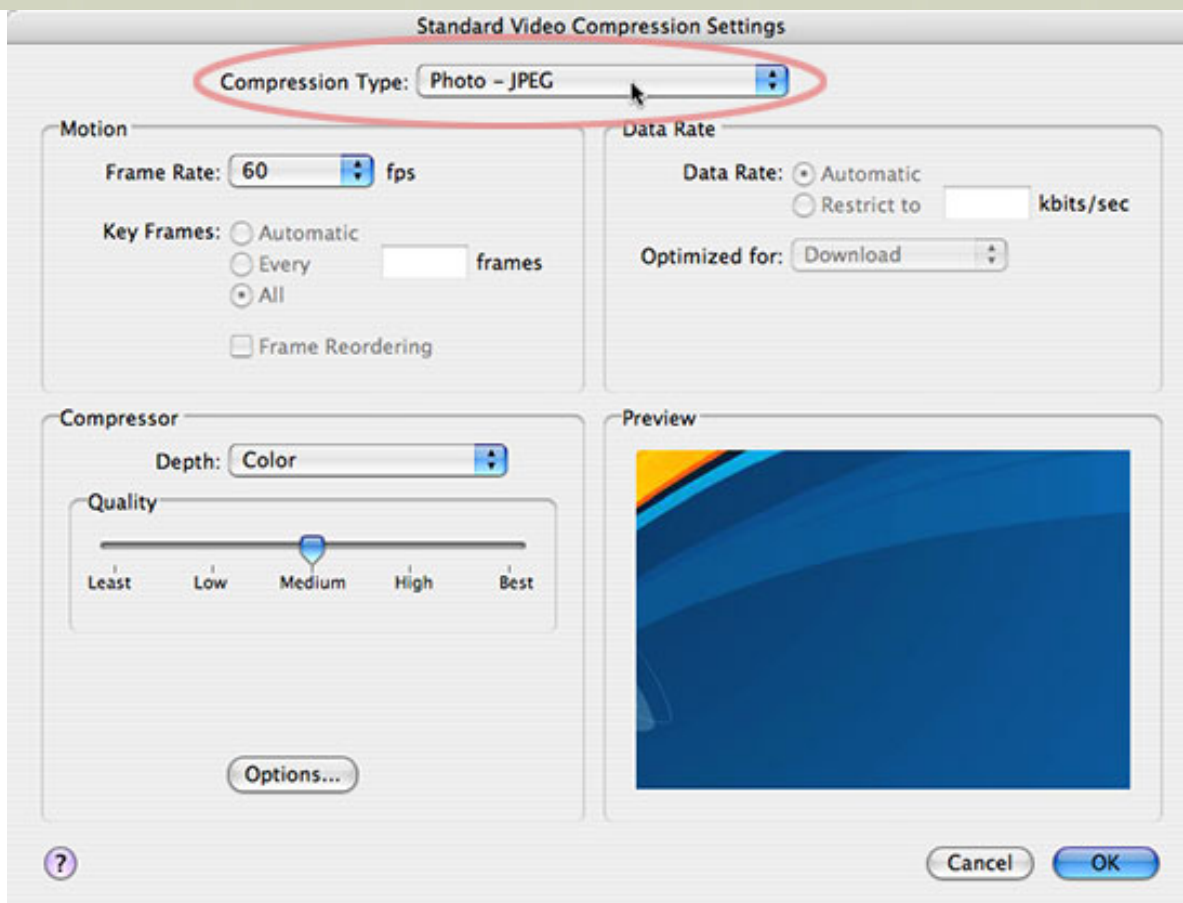 Standard Video Compression Settings
Compression Type: Photo – JPEG
Motion
Frame Rate: 60 fps
Key Frames: Automatic
Every frames
All
Frame Reordering
Data Rate
Data Rate: Automatic
Restrict to kbits/sec
Optimized for: Download
Compressor
Depth: Color
Quality
Least Low Medium High Best
Options...
Preview
?
Cancel OK